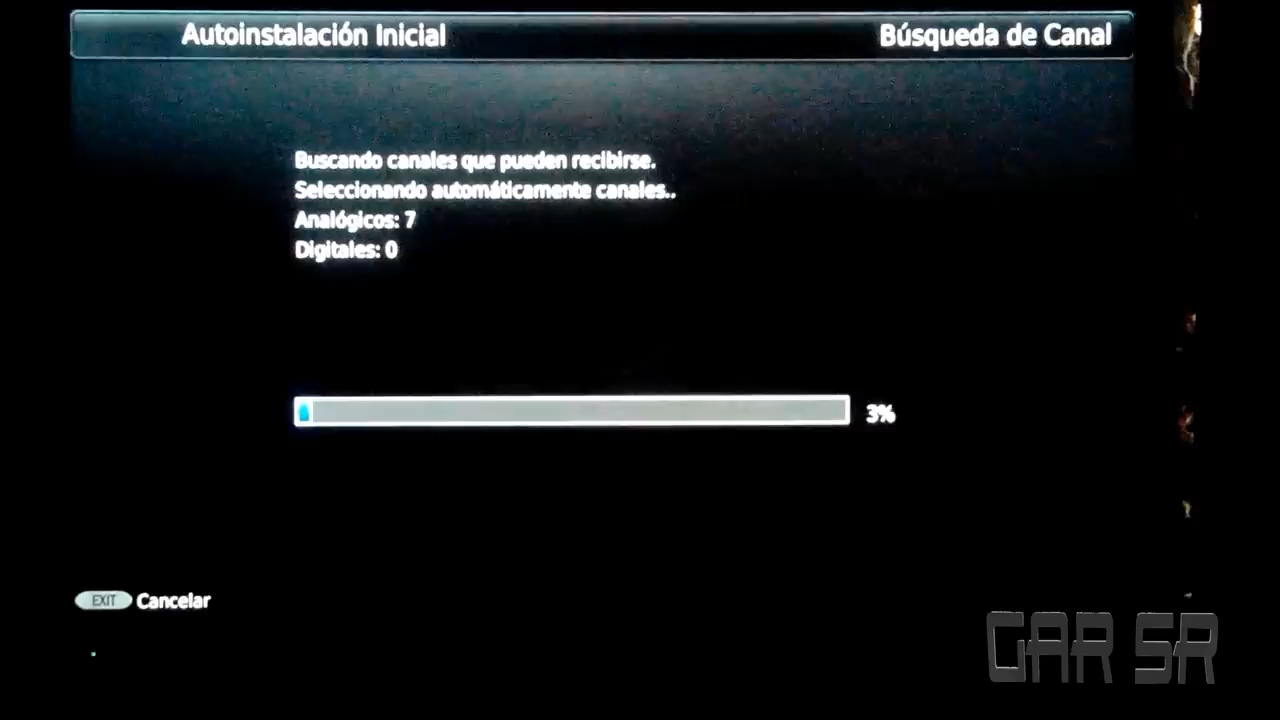 Autoinstalación Inicial
Búsqueda de Canal
Buscando canales que pueden recibirse.
Seleccionando automáticamente canales..
Analógicos: 7
Digitales: 0
3%
EXIT Cancelar
GAR SR